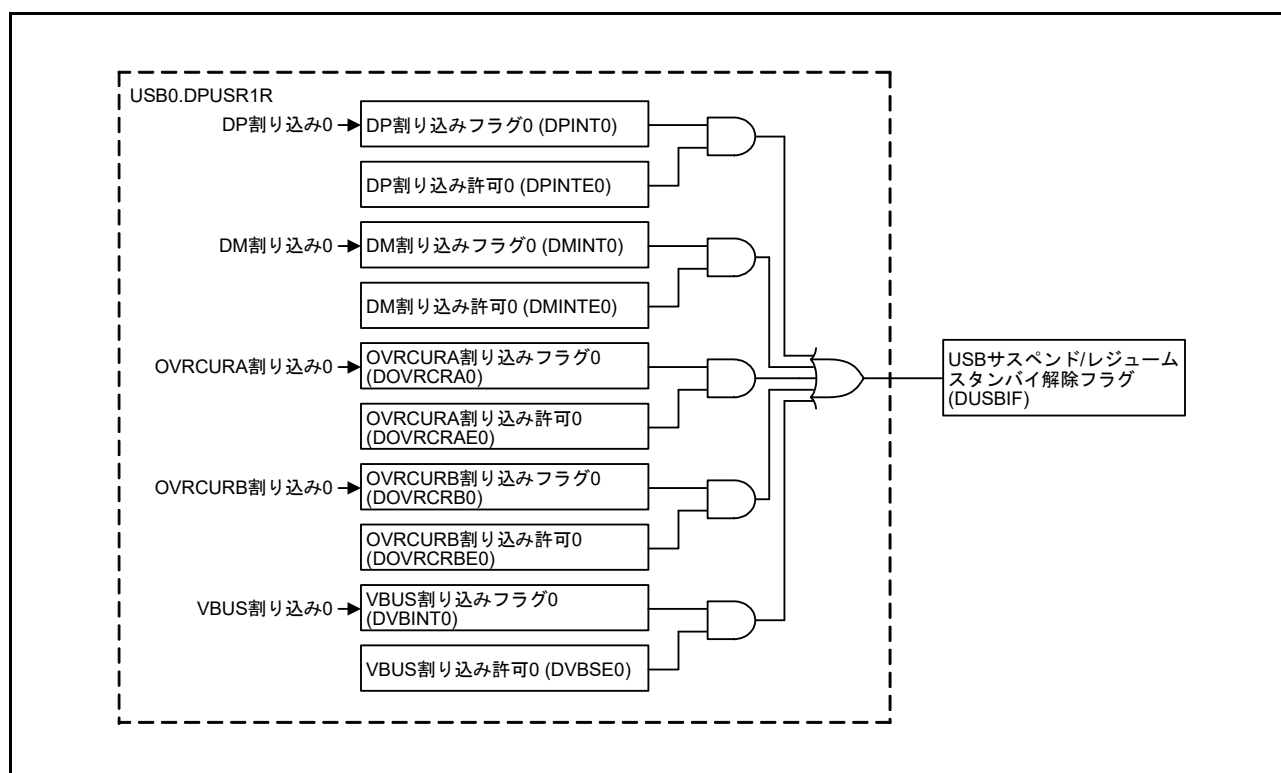 USB0.DPUSR1R
DP割り込み0
DP割り込みフラグ0 (DPINT0)
DP割り込み許可0 (DPINTE0)
DM割り込み0
DM割り込みフラグ0 (DMINT0)
DM割り込み許可0 (DMINTE0)
OVRCURA割り込み0
OVRCURA割り込みフラグ0
(DOVRCRA0)
OVRCURA割り込み許可0
(DOVRCRAE0)
OVRCURB割り込み0
OVRCURB割り込みフラグ0
(DOVRCRB0)
OVRCURB割り込み許可0
(DOVRCRBE0)
VBUS割り込み0
VBUS割り込みフラグ0
(DVBINT0)
VBUS割り込み許可0 (DVBSE0)
USBサスペンド/レジューム
スタンバイ解除フラグ
(DUSBIF)